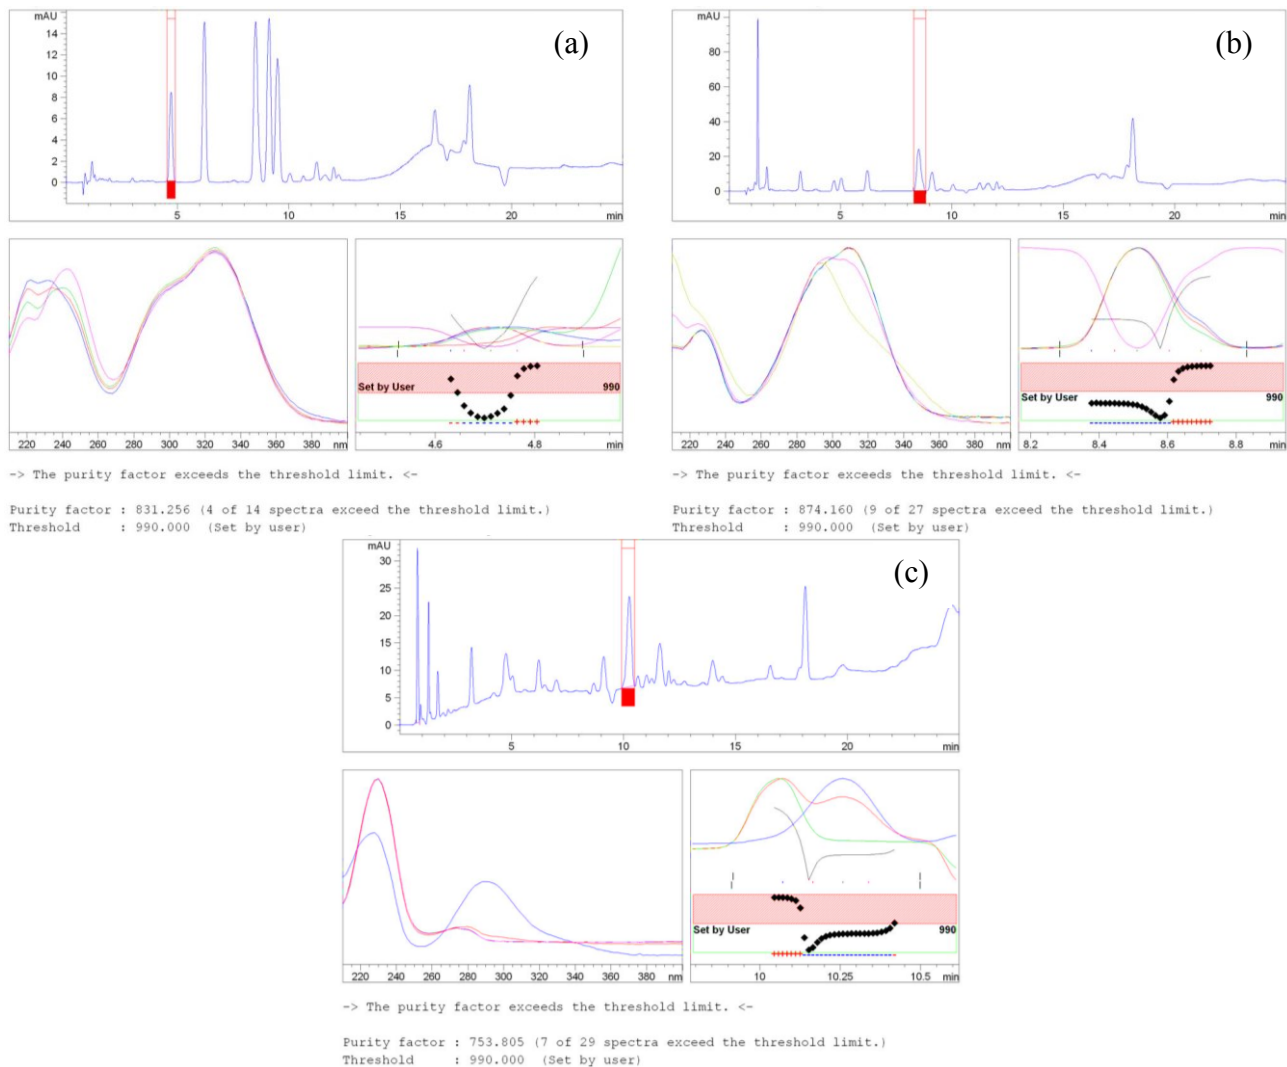 mAU
(a)
14
12
10
8
6
4
2
0
5 10 15 20 min
220 240 260 280 300 320 340 360 380 nm
Set by User 990
4.6 4.8 min
-> The purity factor exceeds the threshold limit. <-
Purity factor : 831.256 (4 of 14 spectra exceed the threshold limit.)
Threshold : 990.000 (Set by user)
mAU
(b)
80
60
40
20
0
5 10 15 20 min
220 240 260 280 300 320 340 360 380 nm
Set by User 990
8.2 8.4 8.6 8.8 min
-> The purity factor exceeds the threshold limit. <-
Purity factor : 874.160 (9 of 27 spectra exceed the threshold limit.)
Threshold : 990.000 (Set by user)
mAU
(c)
30
25
20
15
10
5
0
5 10 15 20 min
220 240 260 280 300 320 340 360 380 nm
Set by User 990
10 10.25 10.5 min
-> The purity factor exceeds the threshold limit. <-
Purity factor : 753.805 (7 of 29 spectra exceed the threshold limit.)
Threshold : 990.000 (Set by user)